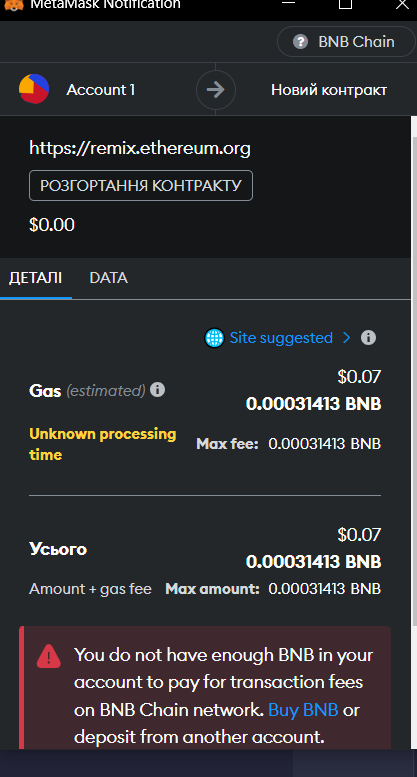 MetaMask Notification
BNB Chain
Account 1
Новий контракт
https://remix.ethereum.org
РОЗГОРТАННЯ КОНТРАКТУ
$0.00
ДЕТАЛІ DATA
Site suggested
$0.07
Gas (estimated)
0.00031413 BNB
Unknown processing
time
Max fee: 0.00031413 BNB
$0.07
Усього
0.00031413 BNB
Amount + gas fee Max amount: 0.00031413 BNB
You do not have enough BNB in your
account to pay for transaction fees
on BNB Chain network. Buy BNB or
deposit from another account.